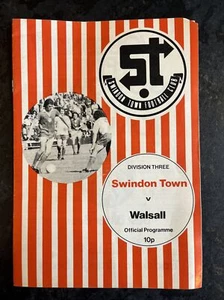 ST
SWINDON TOWN FOOTBALL CLUB
DIVISION THREE
Swindon Town
v
Walsall
Official Programme
10p